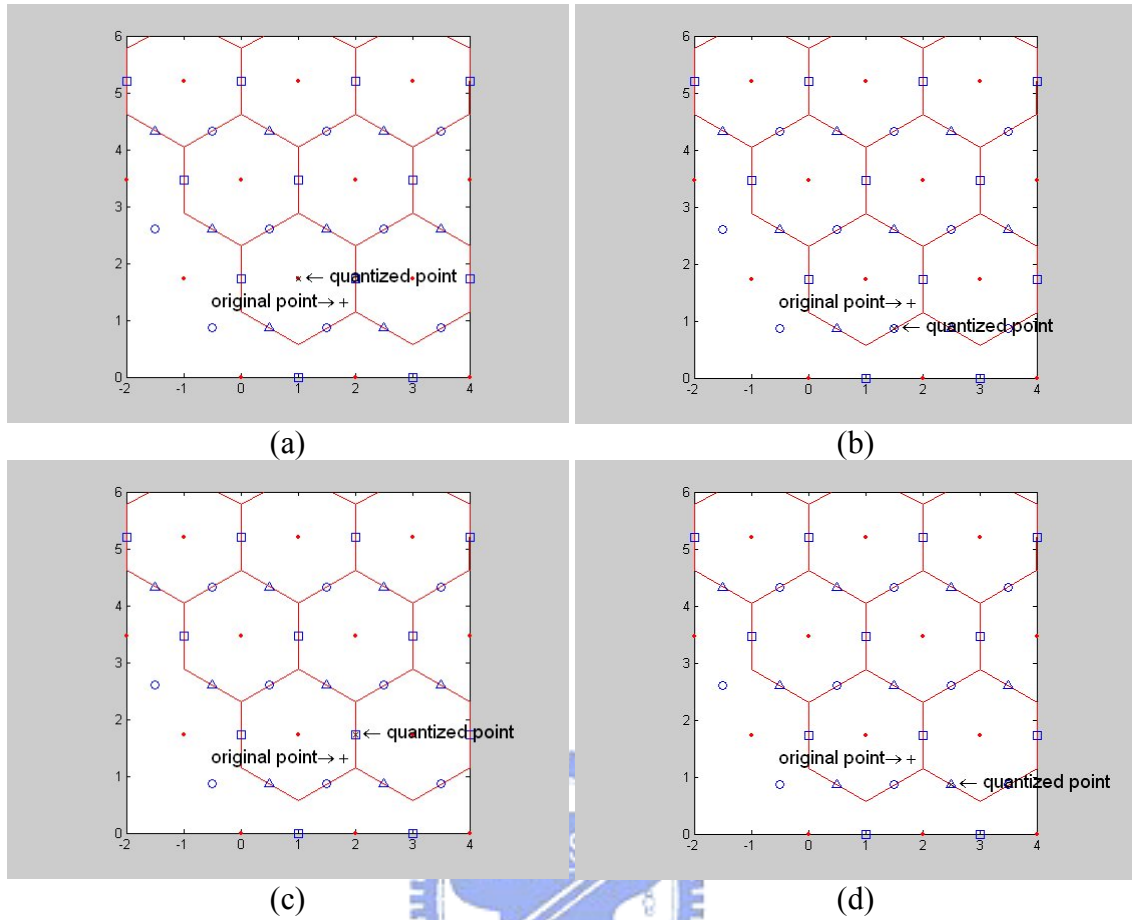 6
5
4
3
2
1
0
-2 -1 0 1 2 3 4
← quantized point
original point→ +
(a)
6
5
4
3
2
1
0
-2 -1 0 1 2 3 4
original point→ +
← quantized point
(b)
6
5
4
3
2
1
0
-2 -1 0 1 2 3 4
← quantized point
original point→ +
(c)
6
5
4
3
2
1
0
-2 -1 0 1 2 3 4
original point→ +
← quantized point
(d)